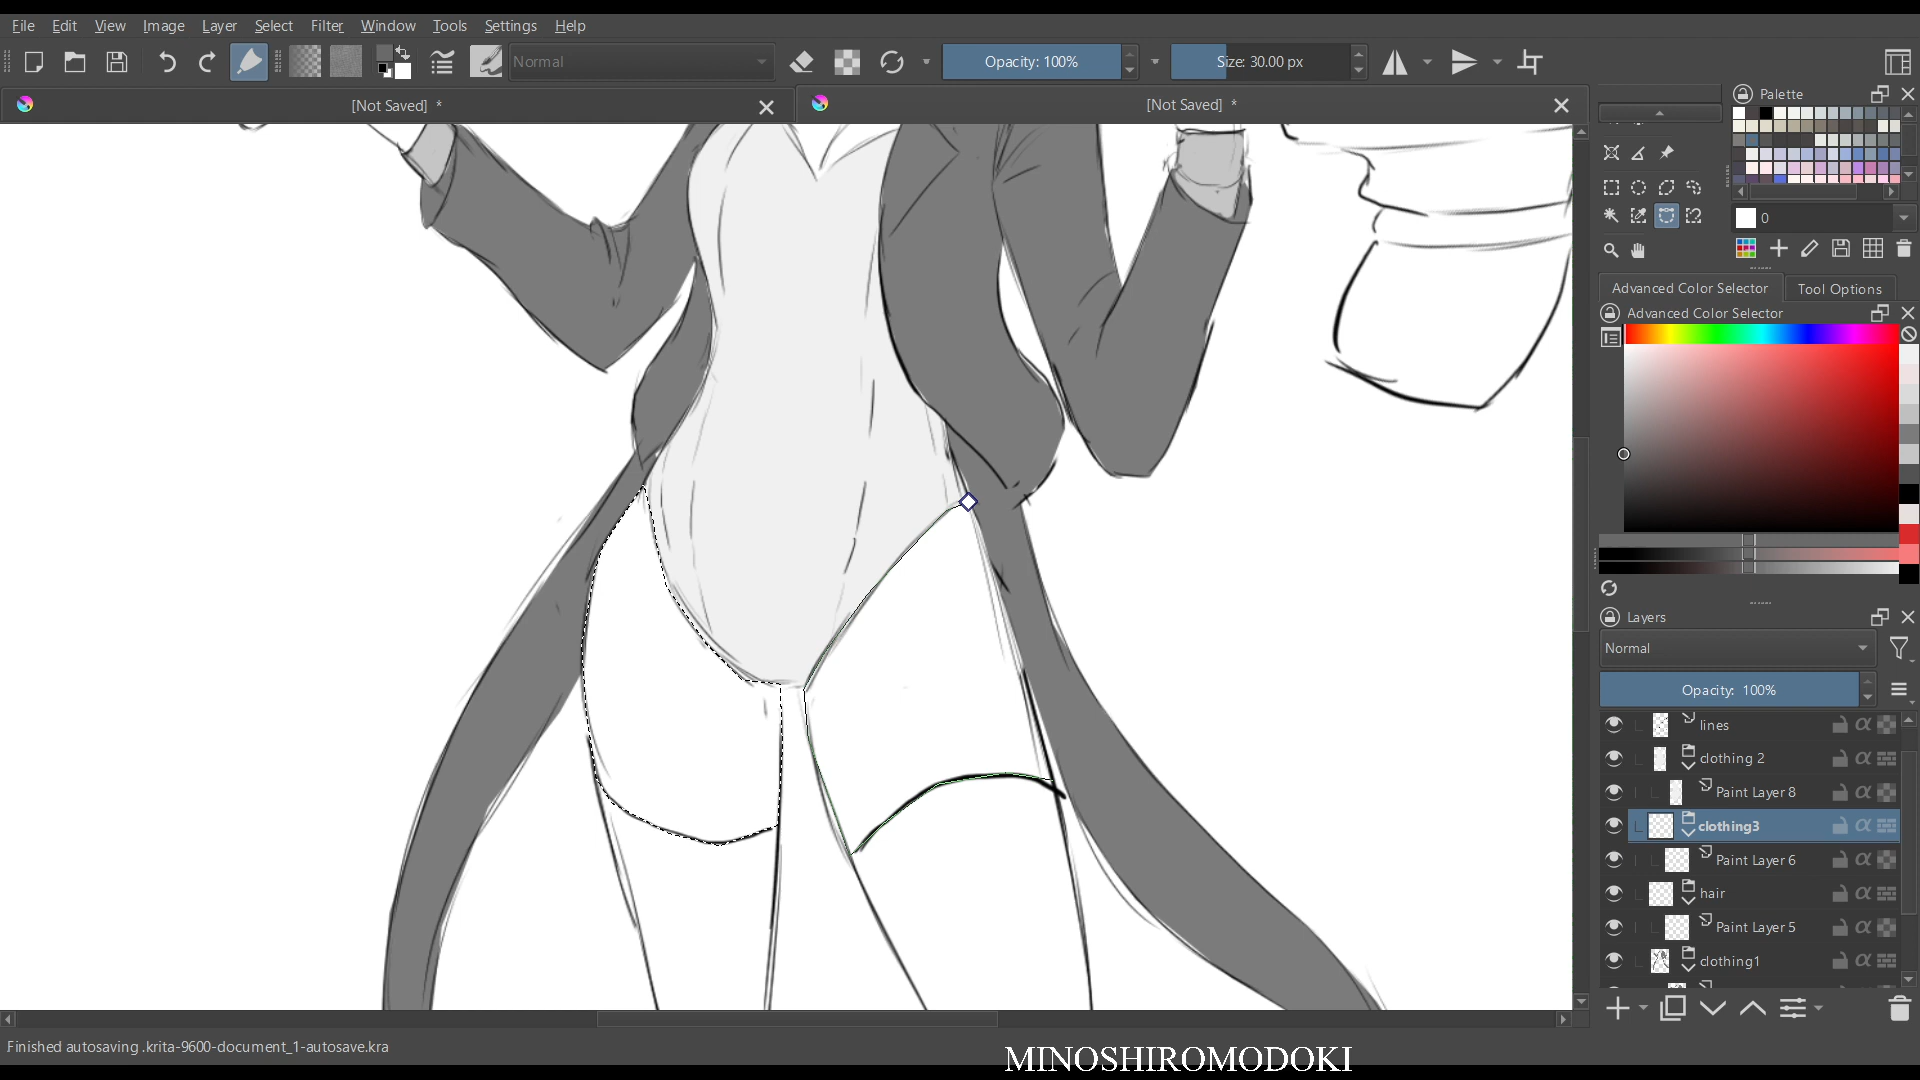 File Edit View Image Layer Select Filter Layer Window Tools Settings Help
Normal Opacity: 100% Size: 30.00 px
[Not Saved] * [Not Saved] *
Palette
0
Advanced Color Selector Tool Options
Advanced Color Selector
Layers
Normal
Opacity: 100%
lines
clothing 2
Paint Layer 8
clothing3
Paint Layer 6
hair
Paint Layer 5
clothing1
Finished autosaving .krita-9600-document_1-autosave.kra
MINOSHIROMODOKI